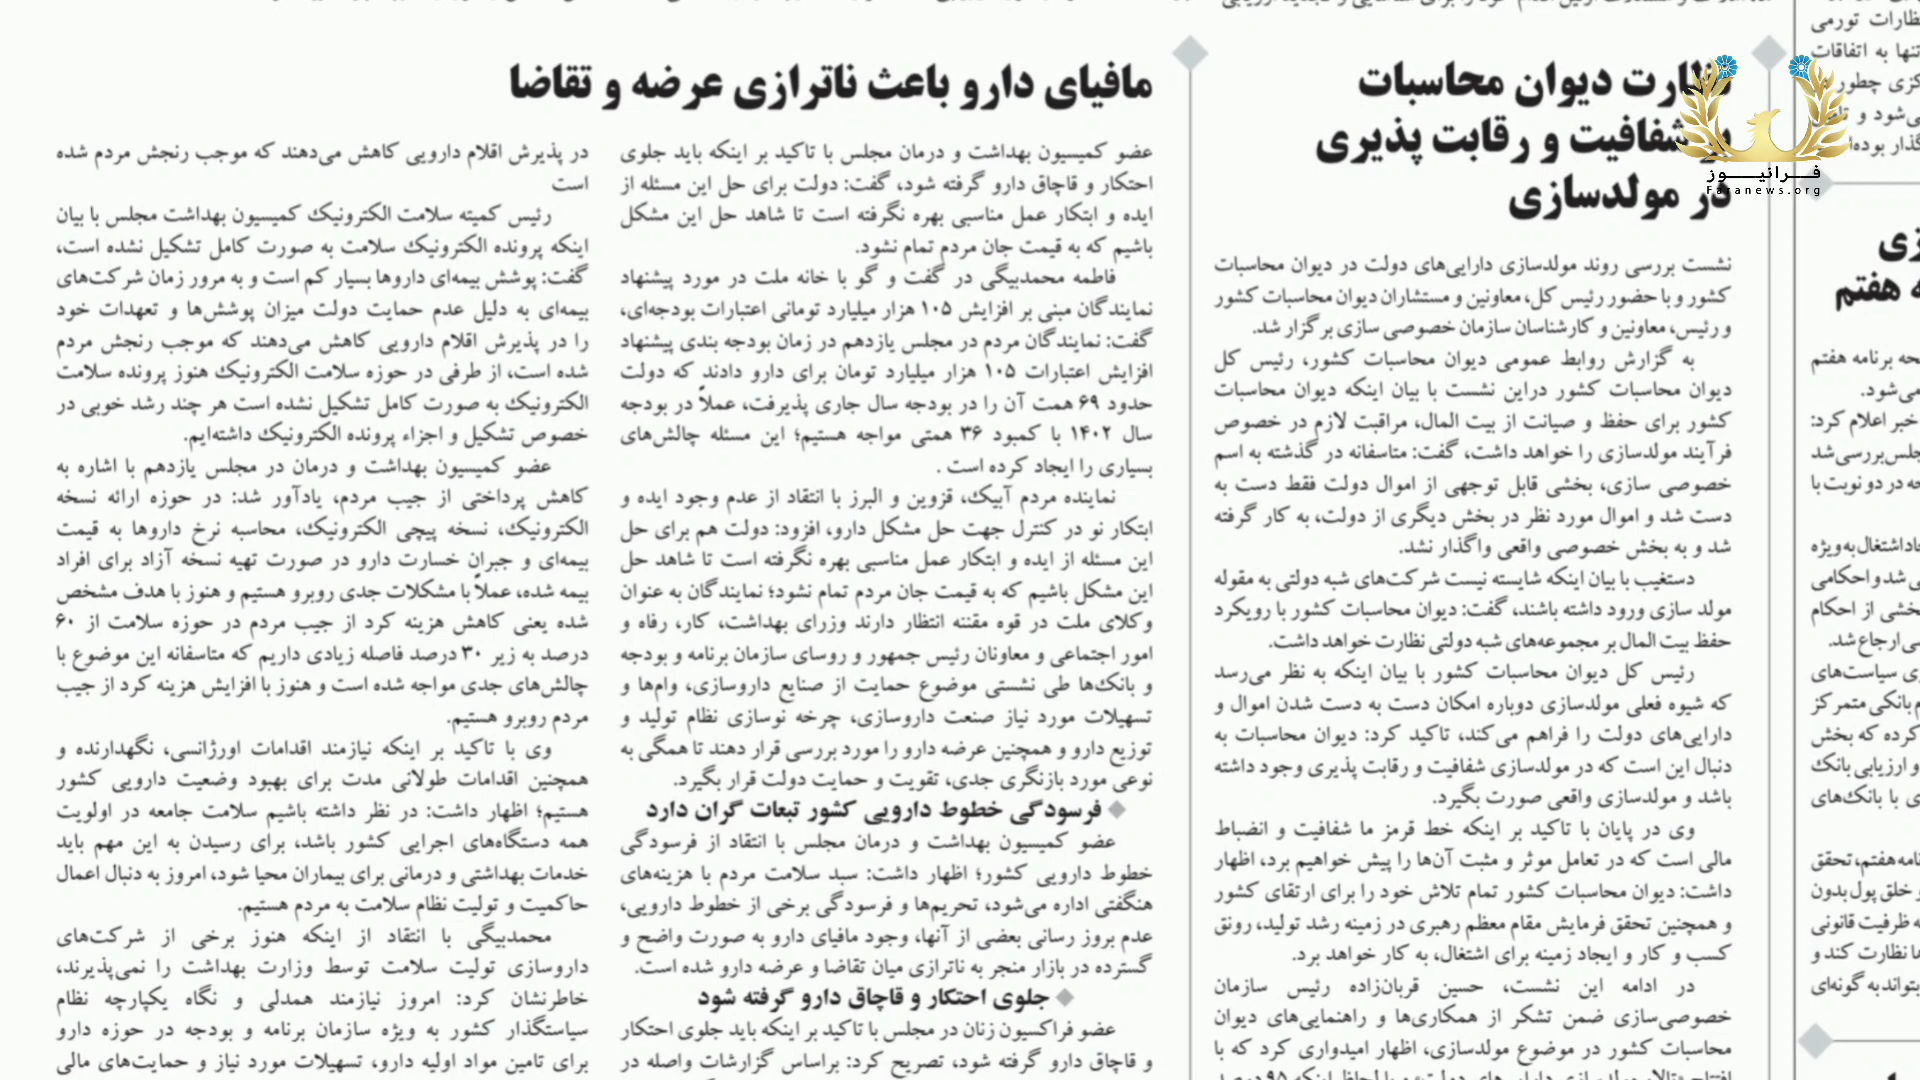 نظارت دیوان محاسبات
بر شفافیت و رقابت پذیری
در مولدسازی
نشست بررسی روند مولدسازی دارایی‌های دولت در دیوان محاسبات
کشور و با حضور رئیس کل، معاونین و مستشاران دیوان محاسبات کشور
و رئیس، معاونین و کارشناسان سازمان خصوصی سازی برگزار شد.
به گزارش روابط عمومی دیوان محاسبات کشور، رئیس کل
دیوان محاسبات کشور دراین نشست با بیان اینکه دیوان محاسبات
کشور برای حفظ و صیانت از بیت المال، مراقبت لازم در خصوص
فرآیند مولدسازی را خواهد داشت، گفت: متاسفانه در گذشته به اسم
خصوصی سازی، بخشی قابل توجهی از اموال دولت فقط دست به
دست شد و اموال مورد نظر در بخش دیگری از دولت، به کار گرفته
شد و به بخش خصوصی واقعی واگذار نشد.
دستغیب با بیان اینکه شایسته نیست شرکت‌های شبه دولتی به مقوله
مولد سازی ورود داشته باشند، گفت: دیوان محاسبات کشور با رویکرد
حفظ بیت المال بر مجموعه‌های شبه دولتی نظارت خواهد داشت.
رئیس کل دیوان محاسبات کشور با بیان اینکه به نظر می‌رسد
که شیوه فعلی مولدسازی دوباره امکان دست به دست شدن اموال و
دارایی‌های دولت را فراهم می‌کند، تاکید کرد: دیوان محاسبات به
دنبال این است که در مولدسازی شفافیت و رقابت پذیری وجود داشته
باشد و مولدسازی واقعی صورت بگیرد.
وی در پایان با تاکید بر اینکه خط قرمز ما شفافیت و انضباط
مالی است که در تعامل موثر و مثبت آن‌ها را پیش خواهیم برد، اظهار
داشت: دیوان محاسبات کشور تمام تلاش خود را برای ارتقای کشور
و همچنین تحقق فرمایش مقام معظم رهبری در زمینه رشد تولید، رونق
کسب و کار و ایجاد زمینه برای اشتغال، به کار خواهد برد.
در ادامه این نشست، حسین قربان‌زاده رئیس سازمان
خصوصی‌سازی ضمن تشکر از همکاری‌ها و راهنمایی‌های دیوان
محاسبات کشور در موضوع مولدسازی، اظهار امیدواری کرد که با
مافیای دارو باعث ناترازی عرضه و تقاضا
عضو کمیسیون بهداشت و درمان مجلس با تاکید بر اینکه باید جلوی
احتکار و قاچاق دارو گرفته شود، گفت: دولت برای حل این مسئله از
ایده و ابتکار عمل مناسبی بهره نگرفته است تا شاهد حل این مشکل
باشیم که به قیمت جان مردم تمام نشود.
فاطمه محمدبیگی در گفت و گو با خانه ملت در مورد پیشنهاد
نمایندگان مبنی بر افزایش ۱۰۵ هزار میلیارد تومانی اعتبارات بودجه‌ای،
گفت: نمایندگان مردم در مجلس یازدهم در زمان بودجه بندی پیشنهاد
افزایش اعتبارات ۱۰۵ هزار میلیارد تومان برای دارو دادند که دولت
حدود ۶۹ همت آن را در بودجه سال جاری پذیرفت، عملاً در بودجه
سال ۱۴۰۲ با کمبود ۳۶ همتی مواجه هستیم؛ این مسئله چالش‌های
بسیاری را ایجاد کرده است .
نماینده مردم آبیک، قزوین و البرز با انتقاد از عدم وجود ایده و
ابتکار نو در کنترل جهت حل مشکل دارو، افزود: دولت هم برای حل
این مسئله از ایده و ابتکار عمل مناسبی بهره نگرفته است تا شاهد حل
این مشکل باشیم که به قیمت جان مردم تمام نشود؛ نمایندگان به عنوان
وکلای ملت در قوه مقننه انتظار دارند وزرای بهداشت، کار، رفاه و
امور اجتماعی و معاونان رئیس جمهور و روسای سازمان برنامه و بودجه
و بانک‌ها طی نشستی موضوع حمایت از صنایع داروسازی، وام‌ها و
تسهیلات مورد نیاز صنعت داروسازی، چرخه نوسازی نظام تولید و
توزیع دارو و همچنین عرضه دارو را مورد بررسی قرار دهند تا همگی به
نوعی مورد بازنگری جدی، تقویت و حمایت دولت قرار بگیرد.
فرسودگی خطوط دارویی کشور تبعات گران دارد
عضو کمیسیون بهداشت و درمان مجلس با انتقاد از فرسودگی
خطوط دارویی کشور؛ اظهار داشت: سبد سلامت مردم با هزینه‌های
هنگفتی اداره می‌شود، تحریم‌ها و فرسودگی برخی از خطوط دارویی،
عدم بروز رسانی بعضی از آنها، وجود مافیای دارو به صورت واضح و
گسترده در بازار منجر به ناترازی میان تقاضا و عرضه دارو شده است.
جلوی احتکار و قاچاق دارو گرفته شود
عضو فراکسیون زنان در مجلس با تاکید بر اینکه باید جلوی احتکار
و قاچاق دارو گرفته شود، تصریح کرد: براساس گزارشات واصله در
در پذیرش اقلام دارویی کاهش می‌دهند که موجب رنجش مردم شده
است
رئیس کمیته سلامت الکترونیک کمیسیون بهداشت مجلس با بیان
اینکه پرونده الکترونیک سلامت به صورت کامل تشکیل نشده است،
گفت: پوشش بیمه‌ای داروها بسیار کم است و به مرور زمان شرکت‌های
بیمه‌ای به دلیل عدم حمایت دولت میزان پوشش‌ها و تعهدات خود
را در پذیرش اقلام دارویی کاهش می‌دهند که موجب رنجش مردم
شده است، از طرفی در حوزه سلامت الکترونیک هنوز پرونده سلامت
الکترونیک به صورت کامل تشکیل نشده است هر چند رشد خوبی در
خصوص تشکیل و اجزاء پرونده الکترونیک داشته‌ایم.
عضو کمیسیون بهداشت و درمان در مجلس یازدهم با اشاره به
کاهش پرداختی از جیب مردم، یادآور شد: در حوزه ارائه نسخه
الکترونیک، نسخه پیچی الکترونیک، محاسبه نرخ داروها به قیمت
بیمه‌ای و جبران خسارت دارو در صورت تهیه نسخه آزاد برای افراد
بیمه شده، عملاً با مشکلات جدی روبرو هستیم و هنوز با هدف مشخص
شده یعنی کاهش هزینه کرد از جیب مردم در حوزه سلامت از ۶۰
درصد به زیر ۳۰ درصد فاصله زیادی داریم که متاسفانه این موضوع با
چالش‌های جدی مواجه شده است و هنوز با افزایش هزینه کرد از جیب
مردم روبرو هستیم.
وی با تاکید بر اینکه نیازمند اقدامات اورژانسی، نگهدارنده و
همچنین اقدامات طولانی مدت برای بهبود وضعیت دارویی کشور
هستیم؛ اظهار داشت: در نظر داشته باشیم سلامت جامعه در اولویت
همه دستگاه‌های اجرایی کشور باشد، برای رسیدن به این مهم باید
خدمات بهداشتی و درمانی برای بیماران محیا شود، امروز به دنبال اعمال
حاکمیت و تولیت نظام سلامت به مردم هستیم.
محمدبیگی با انتقاد از اینکه هنوز برخی از شرکت‌های
داروسازی تولیت سلامت توسط وزارت بهداشت را نمی‌پذیرند،
خاطرنشان کرد: امروز نیازمند همدلی و نگاه یکپارچه نظام
سیاستگذار کشور به ویژه سازمان برنامه و بودجه در حوزه دارو
برای تامین مواد اولیه دارو، تسهیلات مورد نیاز و حمایت‌های مالی
فرانیوز
Faranews.org